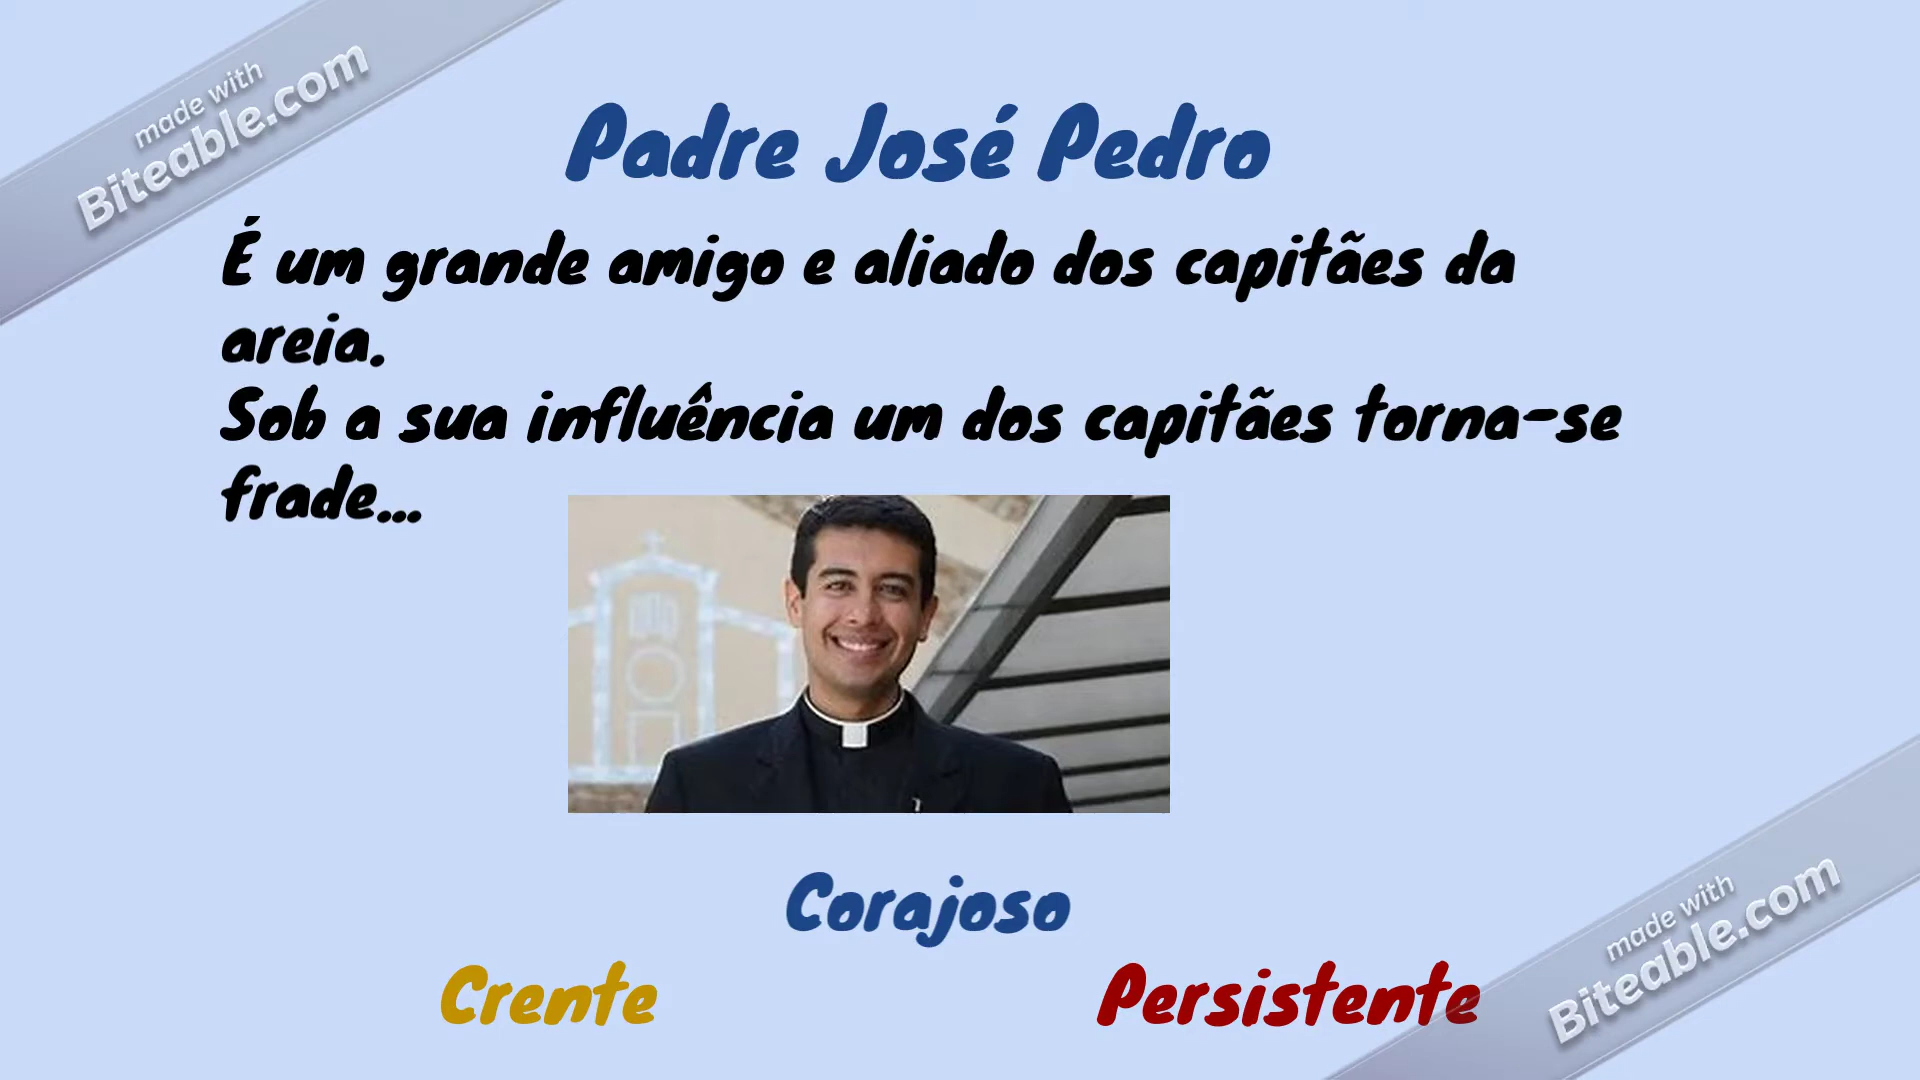 made with
Biteable.com
Padre José Pedro
É um grande amigo e aliado dos capitães da
areia.
Sob a sua influência um dos capitães torna-se
frade...
Corajoso
Crente
Persistente
made with
Biteable.com